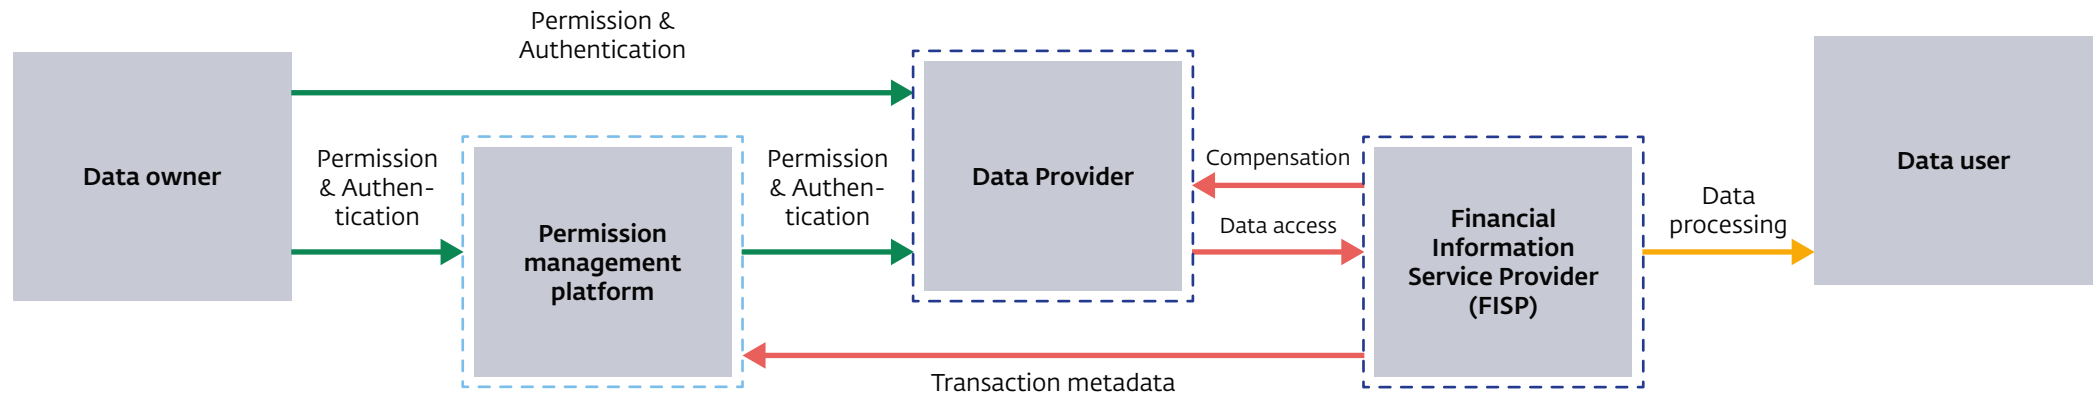 Permission &
Authentication
Data owner
Permission
& Authen-
tication
Permission
management
platform
Permission
& Authen-
tication
Data Provider
Compensation
Data access
Financial
Information
Service Provider
(FISP)
Data
processing
Data user
Transaction metadata